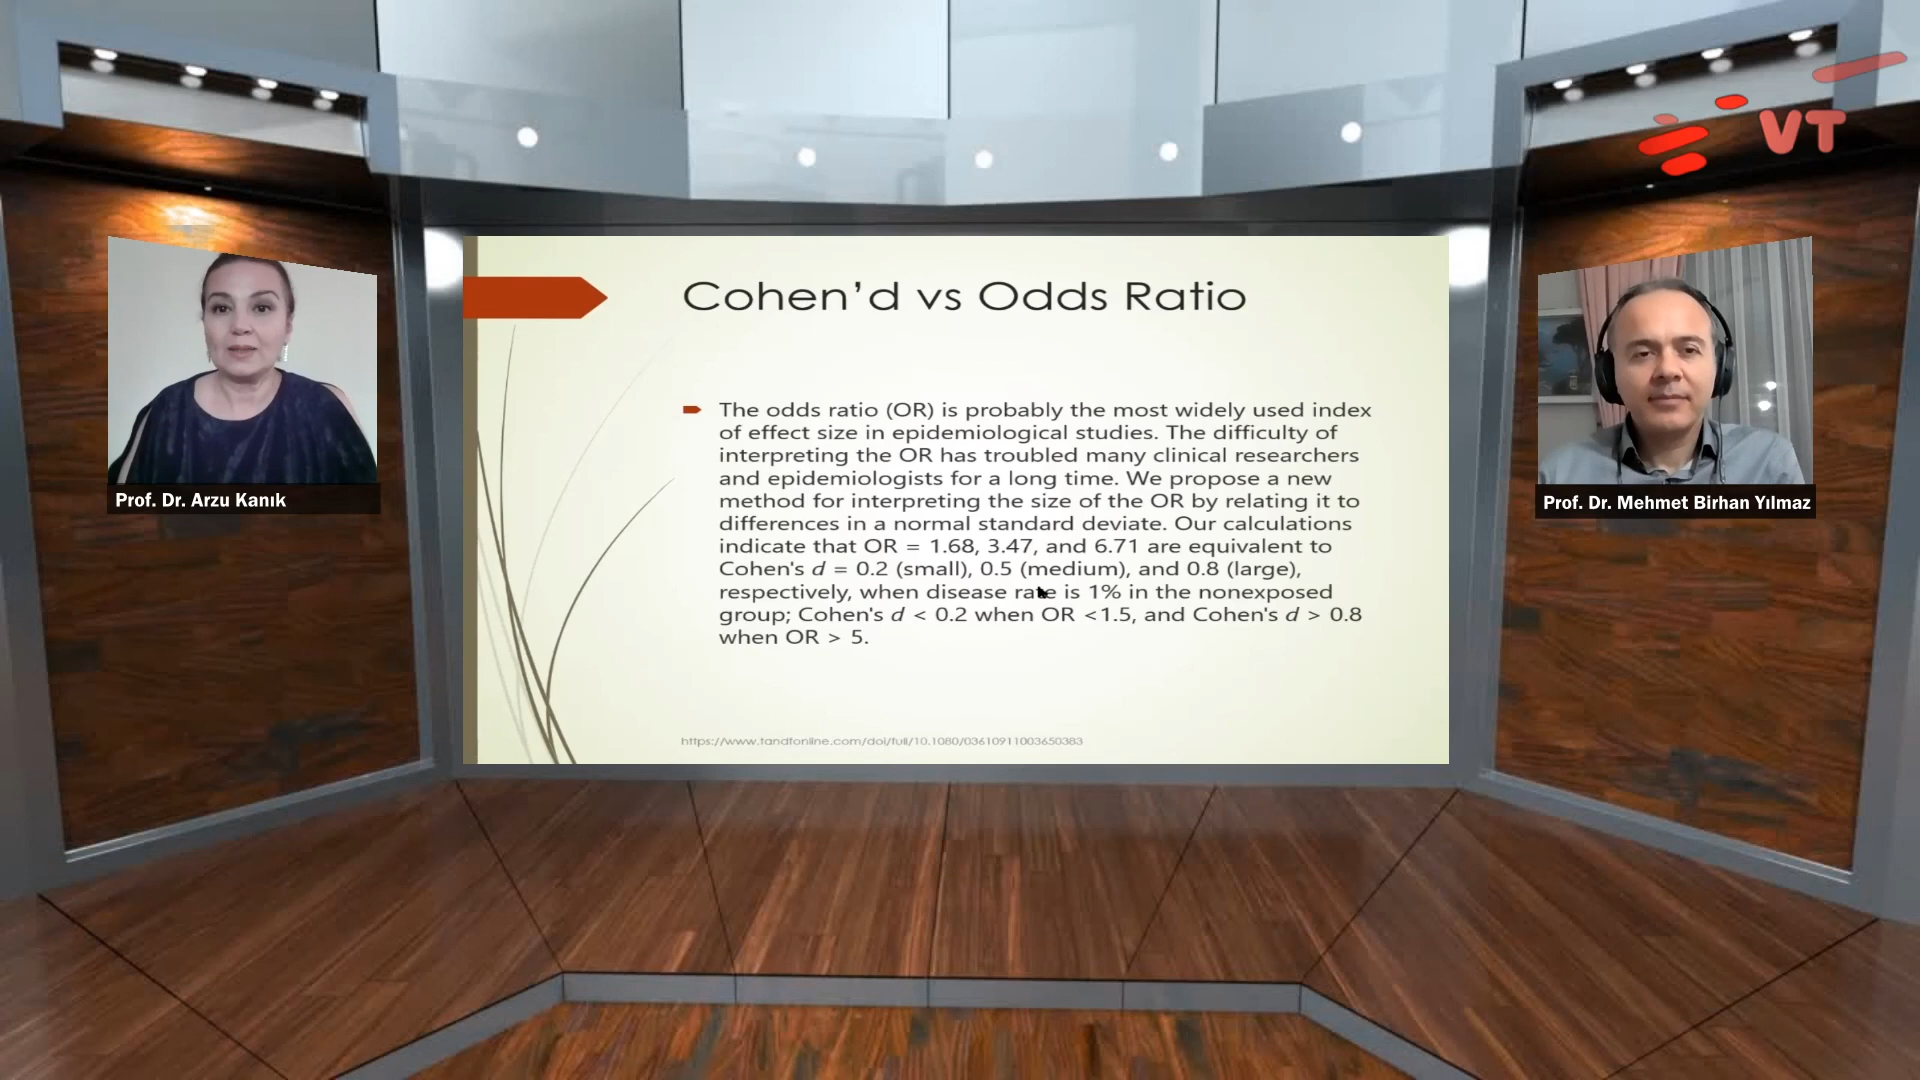 VT
Cohen'd vs Odds Ratio
The odds ratio (OR) is probably the most widely used index
of effect size in epidemiological studies. The difficulty of
interpreting the OR has troubled many clinical researchers
and epidemiologists for a long time. We propose a new
method for interpreting the size of the OR by relating it to
differences in a normal standard deviate. Our calculations
indicate that OR = 1.68, 3.47, and 6.71 are equivalent to
Cohen's d = 0.2 (small), 0.5 (medium), and 0.8 (large),
respectively, when disease rate is 1% in the nonexposed
group; Cohen's d < 0.2 when OR <1.5, and Cohen's d > 0.8
when OR > 5.
https://www.tandfonline.com/doi/full/10.1080/03610911003650383
Prof. Dr. Arzu Kanık
Prof. Dr. Mehmet Birhan Yılmaz